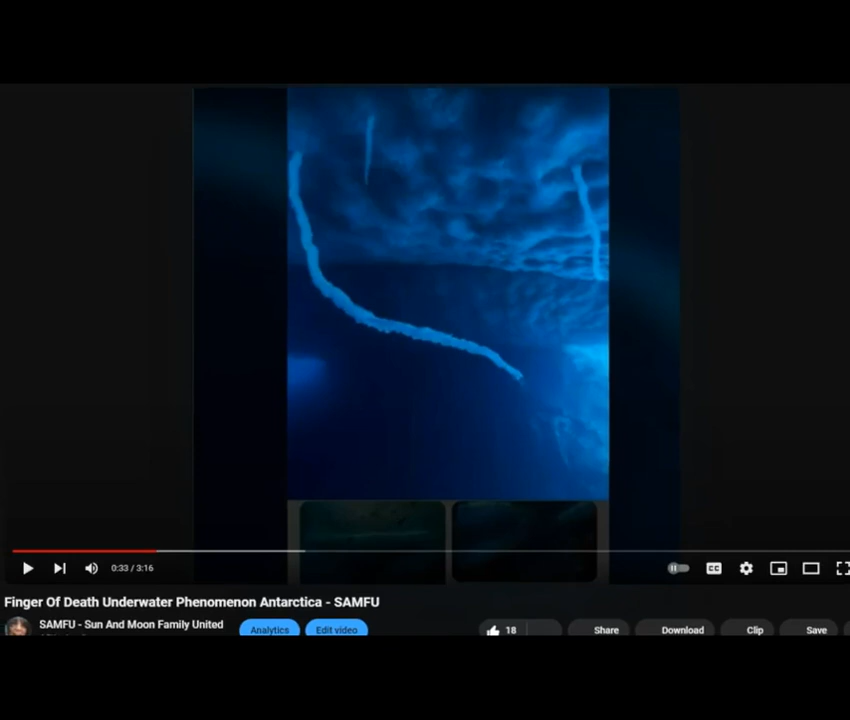 0:33 / 3:16
CC
Finger Of Death Underwater Phenomenon Antarctica - SAMFU
SAMFU - Sun And Moon Family United
Analytics
Edit video
18
Share
Download
Clip
Save